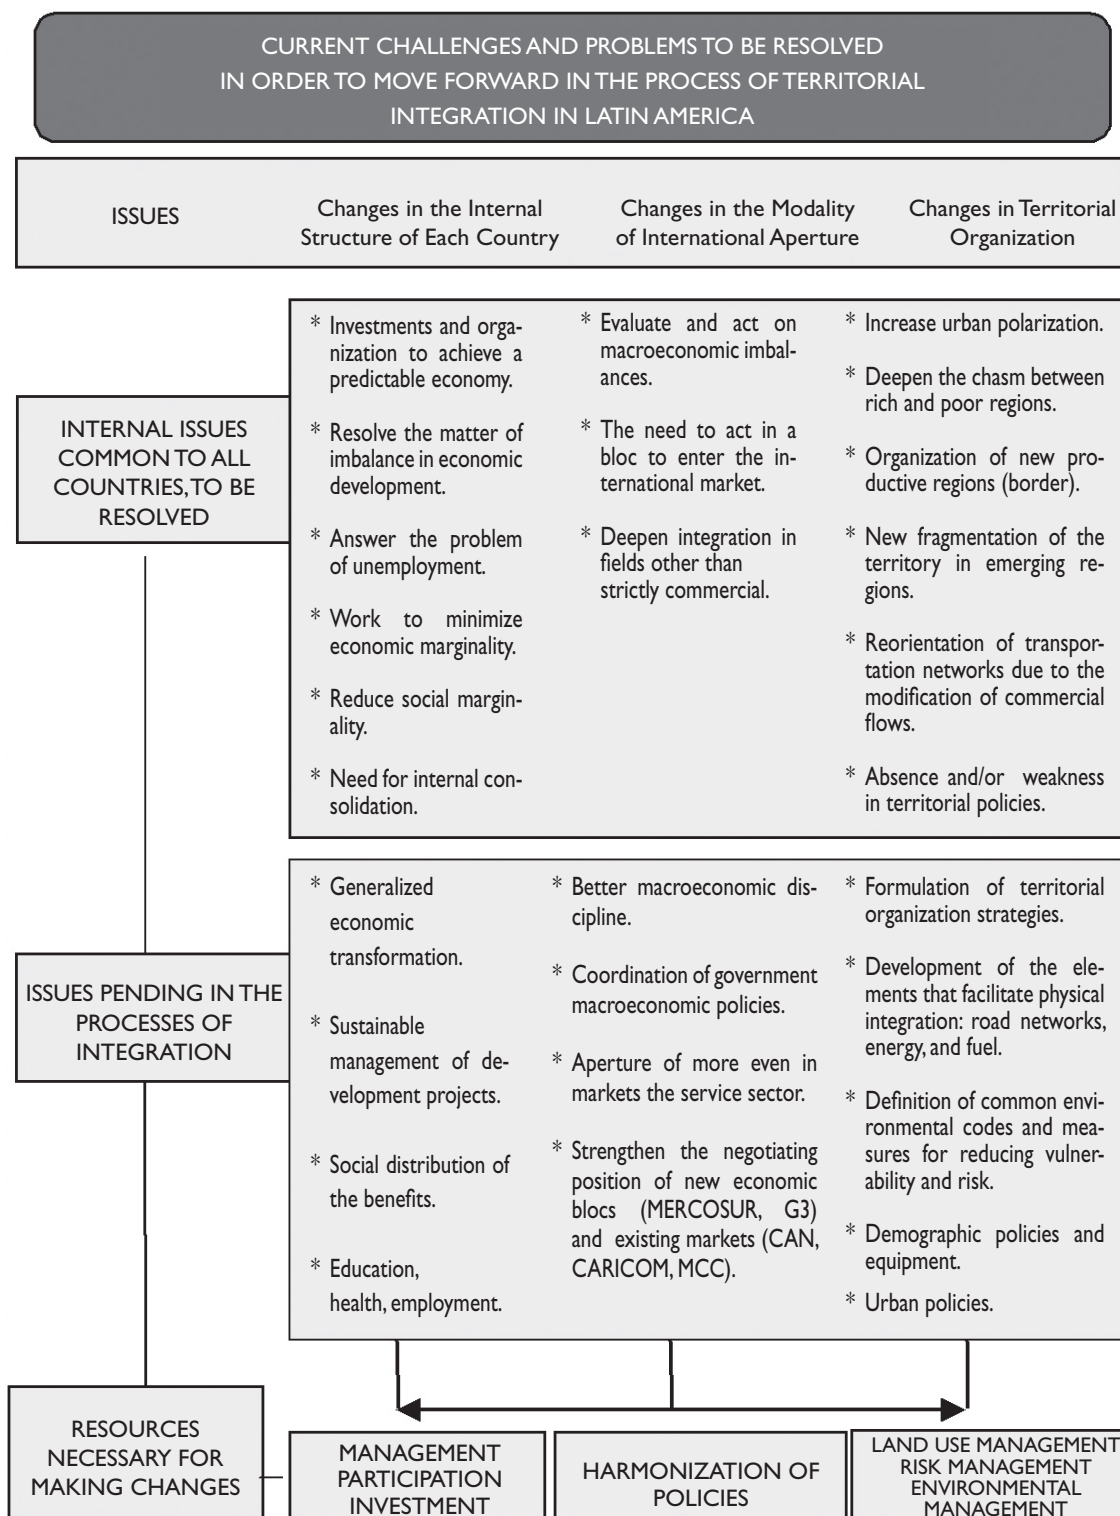 CURRENT CHALLENGES AND PROBLEMS TO BE RESOLVED
IN ORDER TO MOVE FORWARD IN THE PROCESS OF TERRITORIAL
INTEGRATION IN LATIN AMERICA
ISSUES
Changes in the Internal
Structure of Each Country
Changes in the Modality
of International Aperture
Changes in Territorial
Organization
INTERNAL ISSUES
COMMON TO ALL
COUNTRIES, TO BE
RESOLVED
* Investments and orga-
nization to achieve a
predictable economy.
* Resolve the matter of
imbalance in economic
development.
* Answer the problem
of unemployment.
* Work to minimize
economic marginality.
* Reduce social margin-
ality.
* Need for internal con-
solidation.
* Evaluate and act on
macroeconomic imbal-
ances.
* The need to act in a
bloc to enter the in-
ternational market.
* Deepen integration in
fields other than
strictly commercial.
* Increase urban polarization.
* Deepen the chasm between
rich and poor regions.
* Organization of new pro-
ductive regions (border).
* New fragmentation of the
territory in emerging re-
gions.
* Reorientation of transpor-
tation networks due to the
modification of commercial
flows.
* Absence and/or weakness
in territorial policies.
ISSUES PENDING IN THE
PROCESSES OF
INTEGRATION
* Generalized
economic
transformation.
* Sustainable
management of de-
velopment projects.
* Social distribution of
the benefits.
* Education,
health, employment.
* Better macroeconomic dis-
cipline.
* Coordination of government
macroeconomic policies.
* Aperture of more even in
markets the service sector.
* Strengthen the negotiating
position of new economic
blocs (MERCOSUR, G3)
and existing markets (CAN,
CARICOM, MCC).
* Formulation of territorial
organization strategies.
* Development of the ele-
ments that facilitate physical
integration: road networks,
energy, and fuel.
* Definition of common envi-
ronmental codes and mea-
sures for reducing vulner-
ability and risk.
* Demographic policies and
equipment.
* Urban policies.
RESOURCES
NECESSARY FOR
MAKING CHANGES
MANAGEMENT
PARTICIPATION
INVESTMENT
HARMONIZATION OF
POLICIES
LAND USE MANAGEMENT
RISK MANAGEMENT
ENVIRONMENTAL
MANAGEMENT